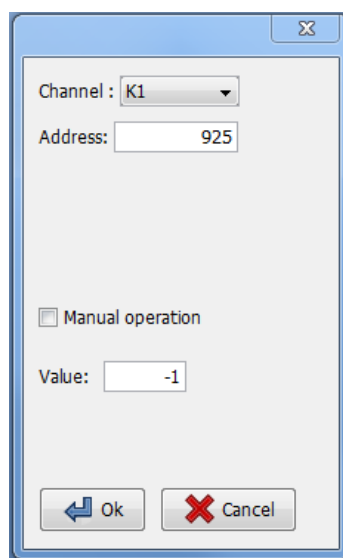 Channel : K1
Address: 925
Manual operation
Value: -1
Ok Cancel